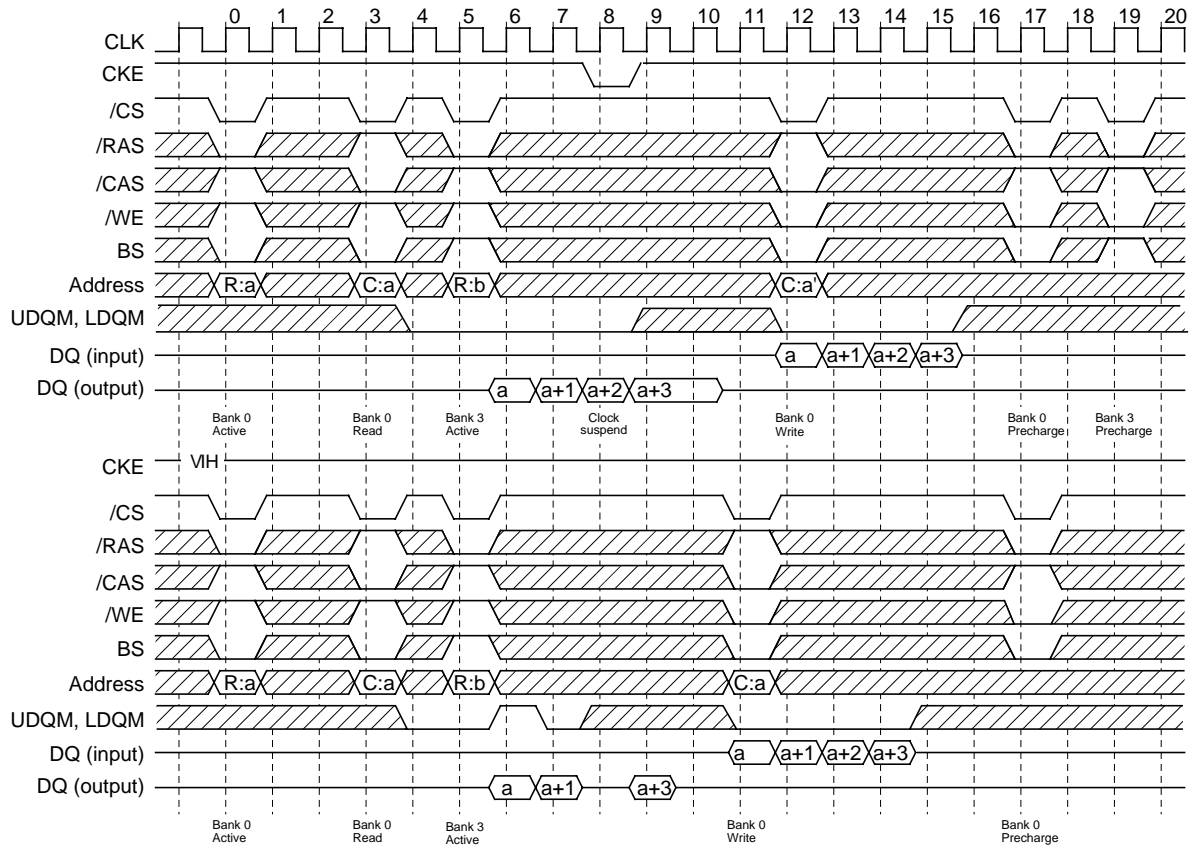 0 1 2 3 4 5 6 7 8 9 10 11 12 13 14 15 16 17 18 19 20
CLK
CKE
/CS
/RAS
/CAS
/WE
BS
Address R:a C:a R:b C:a'
UDQM, LDQM
DQ (input) a a+1 a+2 a+3
DQ (output) a a+1 a+2 a+3
Bank 0 Bank 0 Bank 3 Clock Bank 0 Bank 0 Bank 3
Active Read Active suspend Write Precharge Precharge
CKE VIH
/CS
/RAS
/CAS
/WE
BS
Address R:a C:a R:b C:a
UDQM, LDQM
DQ (input) a a+1 a+2 a+3
DQ (output) a a+1 a+3
Bank 0 Bank 0 Bank 3 Bank 0 Bank 0
Active Read Active Write Precharge